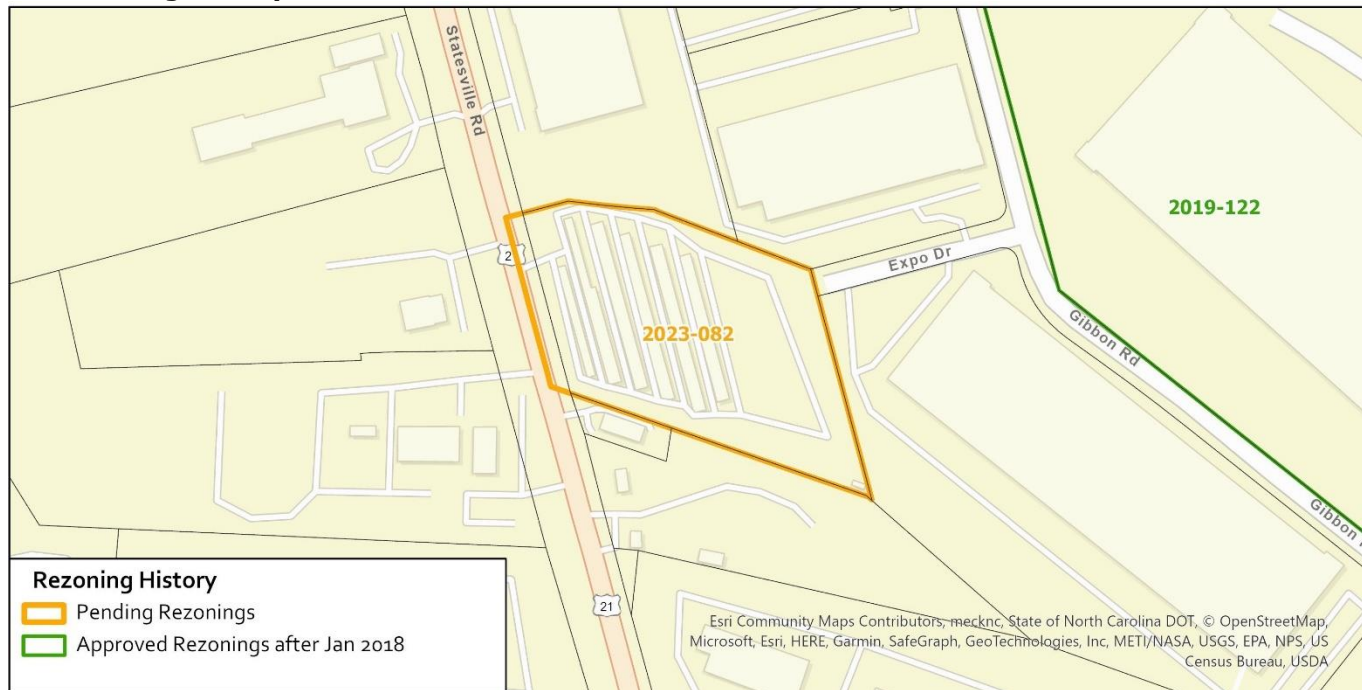 Statesville Rd
2
2023-082
Expo Dr
2019-122
Gibbon Rd
Gibbon
21
Rezoning History
Pending Rezonings
Approved Rezonings after Jan 2018
Esri Community Maps Contributors, mecknc, State of North Carolina DOT, © OpenStreetMap,
Microsoft, Esri, HERE, Garmin, SafeGraph, GeoTechnologies, Inc, METI/NASA, USGS, EPA, NPS, US
Census Bureau, USDA